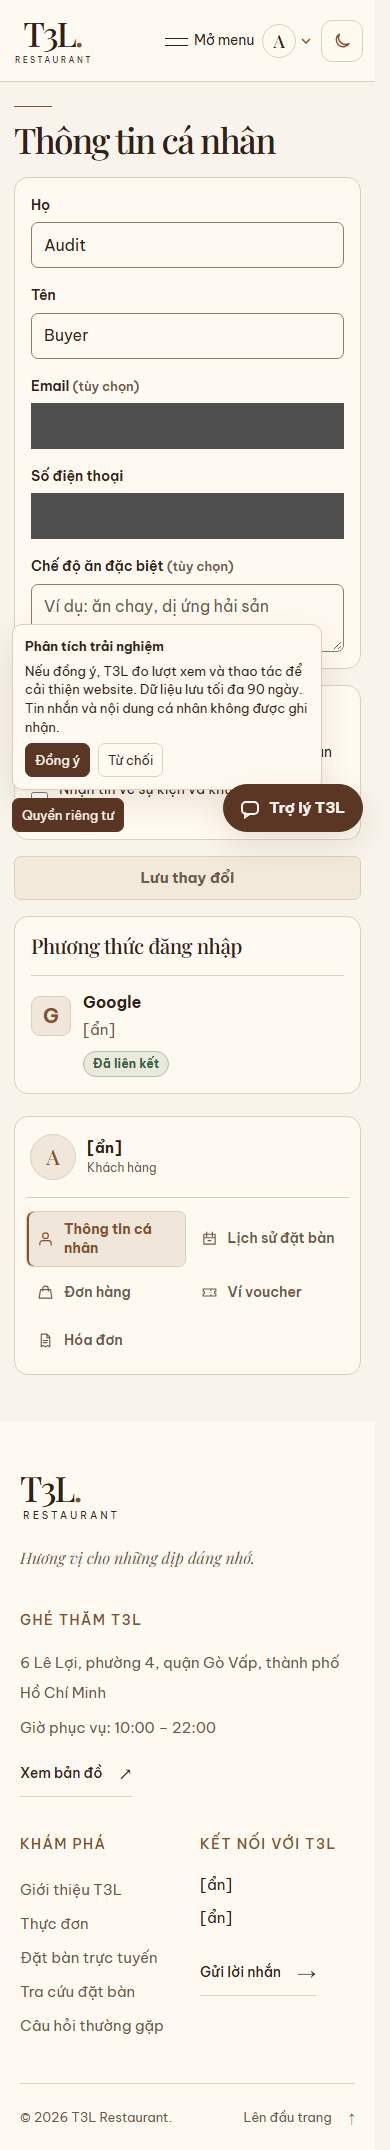 T3L.
RESTAURANT
Mở menu
A
Thông tin cá nhân
Họ
Audit
Tên
Buyer
Email (tùy chọn)
Số điện thoại
Chế độ ăn đặc biệt (tùy chọn)
Ví dụ: ăn chay, dị ứng hải sản
Phân tích trải nghiệm
Nếu đồng ý, T3L đo lượt xem và thao tác để
cải thiện website. Dữ liệu lưu tối đa 90 ngày.
Tin nhắn và nội dung cá nhân không được ghi
nhận.
Đồng ý
Từ chối
Nhận tin về sự kiện và
Quyền riêng tư
Trợ lý T3L
Lưu thay đổi
Phương thức đăng nhập
G
Google
[ẩn]
Đã liên kết
A
[ẩn]
Khách hàng
Thông tin cá
nhân
Lịch sử đặt bàn
Đơn hàng
Ví voucher
Hóa đơn
T3L.
RESTAURANT
Hương vị cho những dịp đáng nhớ.
GHÉ THĂM T3L
6 Lê Lợi, phường 4, quận Gò Vấp, thành phố
Hồ Chí Minh
Giờ phục vụ: 10:00 – 22:00
Xem bản đồ ↗
KHÁM PHÁ
Giới thiệu T3L
Thực đơn
Đặt bàn trực tuyến
Tra cứu đặt bàn
Câu hỏi thường gặp
KẾT NỐI VỚI T3L
[ẩn]
[ẩn]
Gửi lời nhắn →
© 2026 T3L Restaurant.
Lên đầu trang ↑